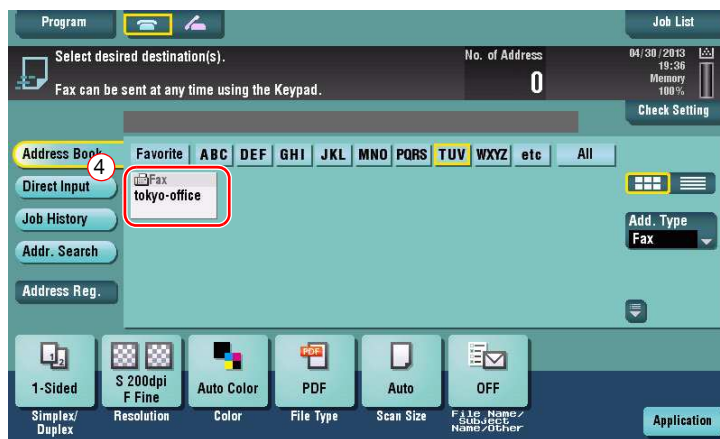 Program
Job List
Select desired destination(s).
No. of Address
04/30/2013
19:36
Memory
100%
0
Fax can be sent at any time using the Keypad.
Check Setting
Address Book
Favorite ABC DEF GHI JKL MNO PQRS TUV WXYZ etc All
4
Direct Input
Fax
tokyo-office
Job History
Add. Type
Fax
Addr. Search
Address Reg.
1-Sided
S 200dpi
F Fine
Auto Color
PDF
PDF
Auto
OFF
Simplex/
Duplex
Resolution
Color
File Type
Scan Size
File Name/
Subject
Name/Other
Application